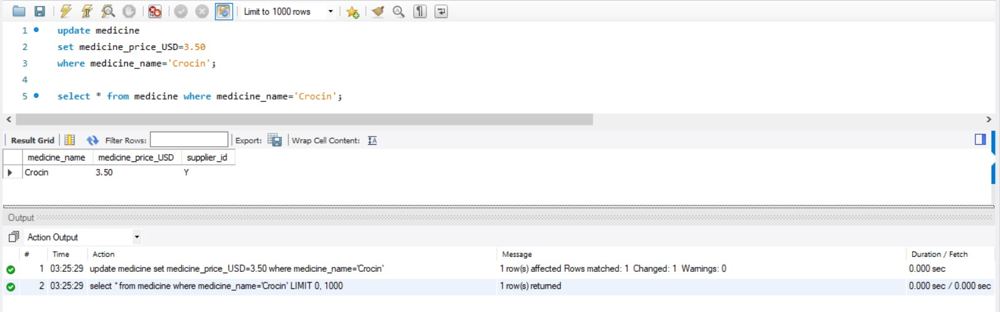 Limit to 1000 rows
1 update medicine
2 set medicine_price_USD=3.50
3 where medicine_name='Crocin';
4
5 select * from medicine where medicine_name='Crocin';
Result Grid Filter Rows: Export: Wrap Cell Content: IA
medicine_name medicine_price_USD supplier_id
Crocin 3.50 Y
Output
Action Output
# Time Action Message Duration / Fetch
1 03:25:29 update medicine set medicine_price_USD=3.50 where medicine_name='Crocin' 1 row(s) affected Rows matched: 1 Changed: 1 Warnings: 0 0.000 sec
2 03:25:29 select * from medicine where medicine_name='Crocin' LIMIT 0, 1000 1 row(s) returned 0.000 sec / 0.000 sec